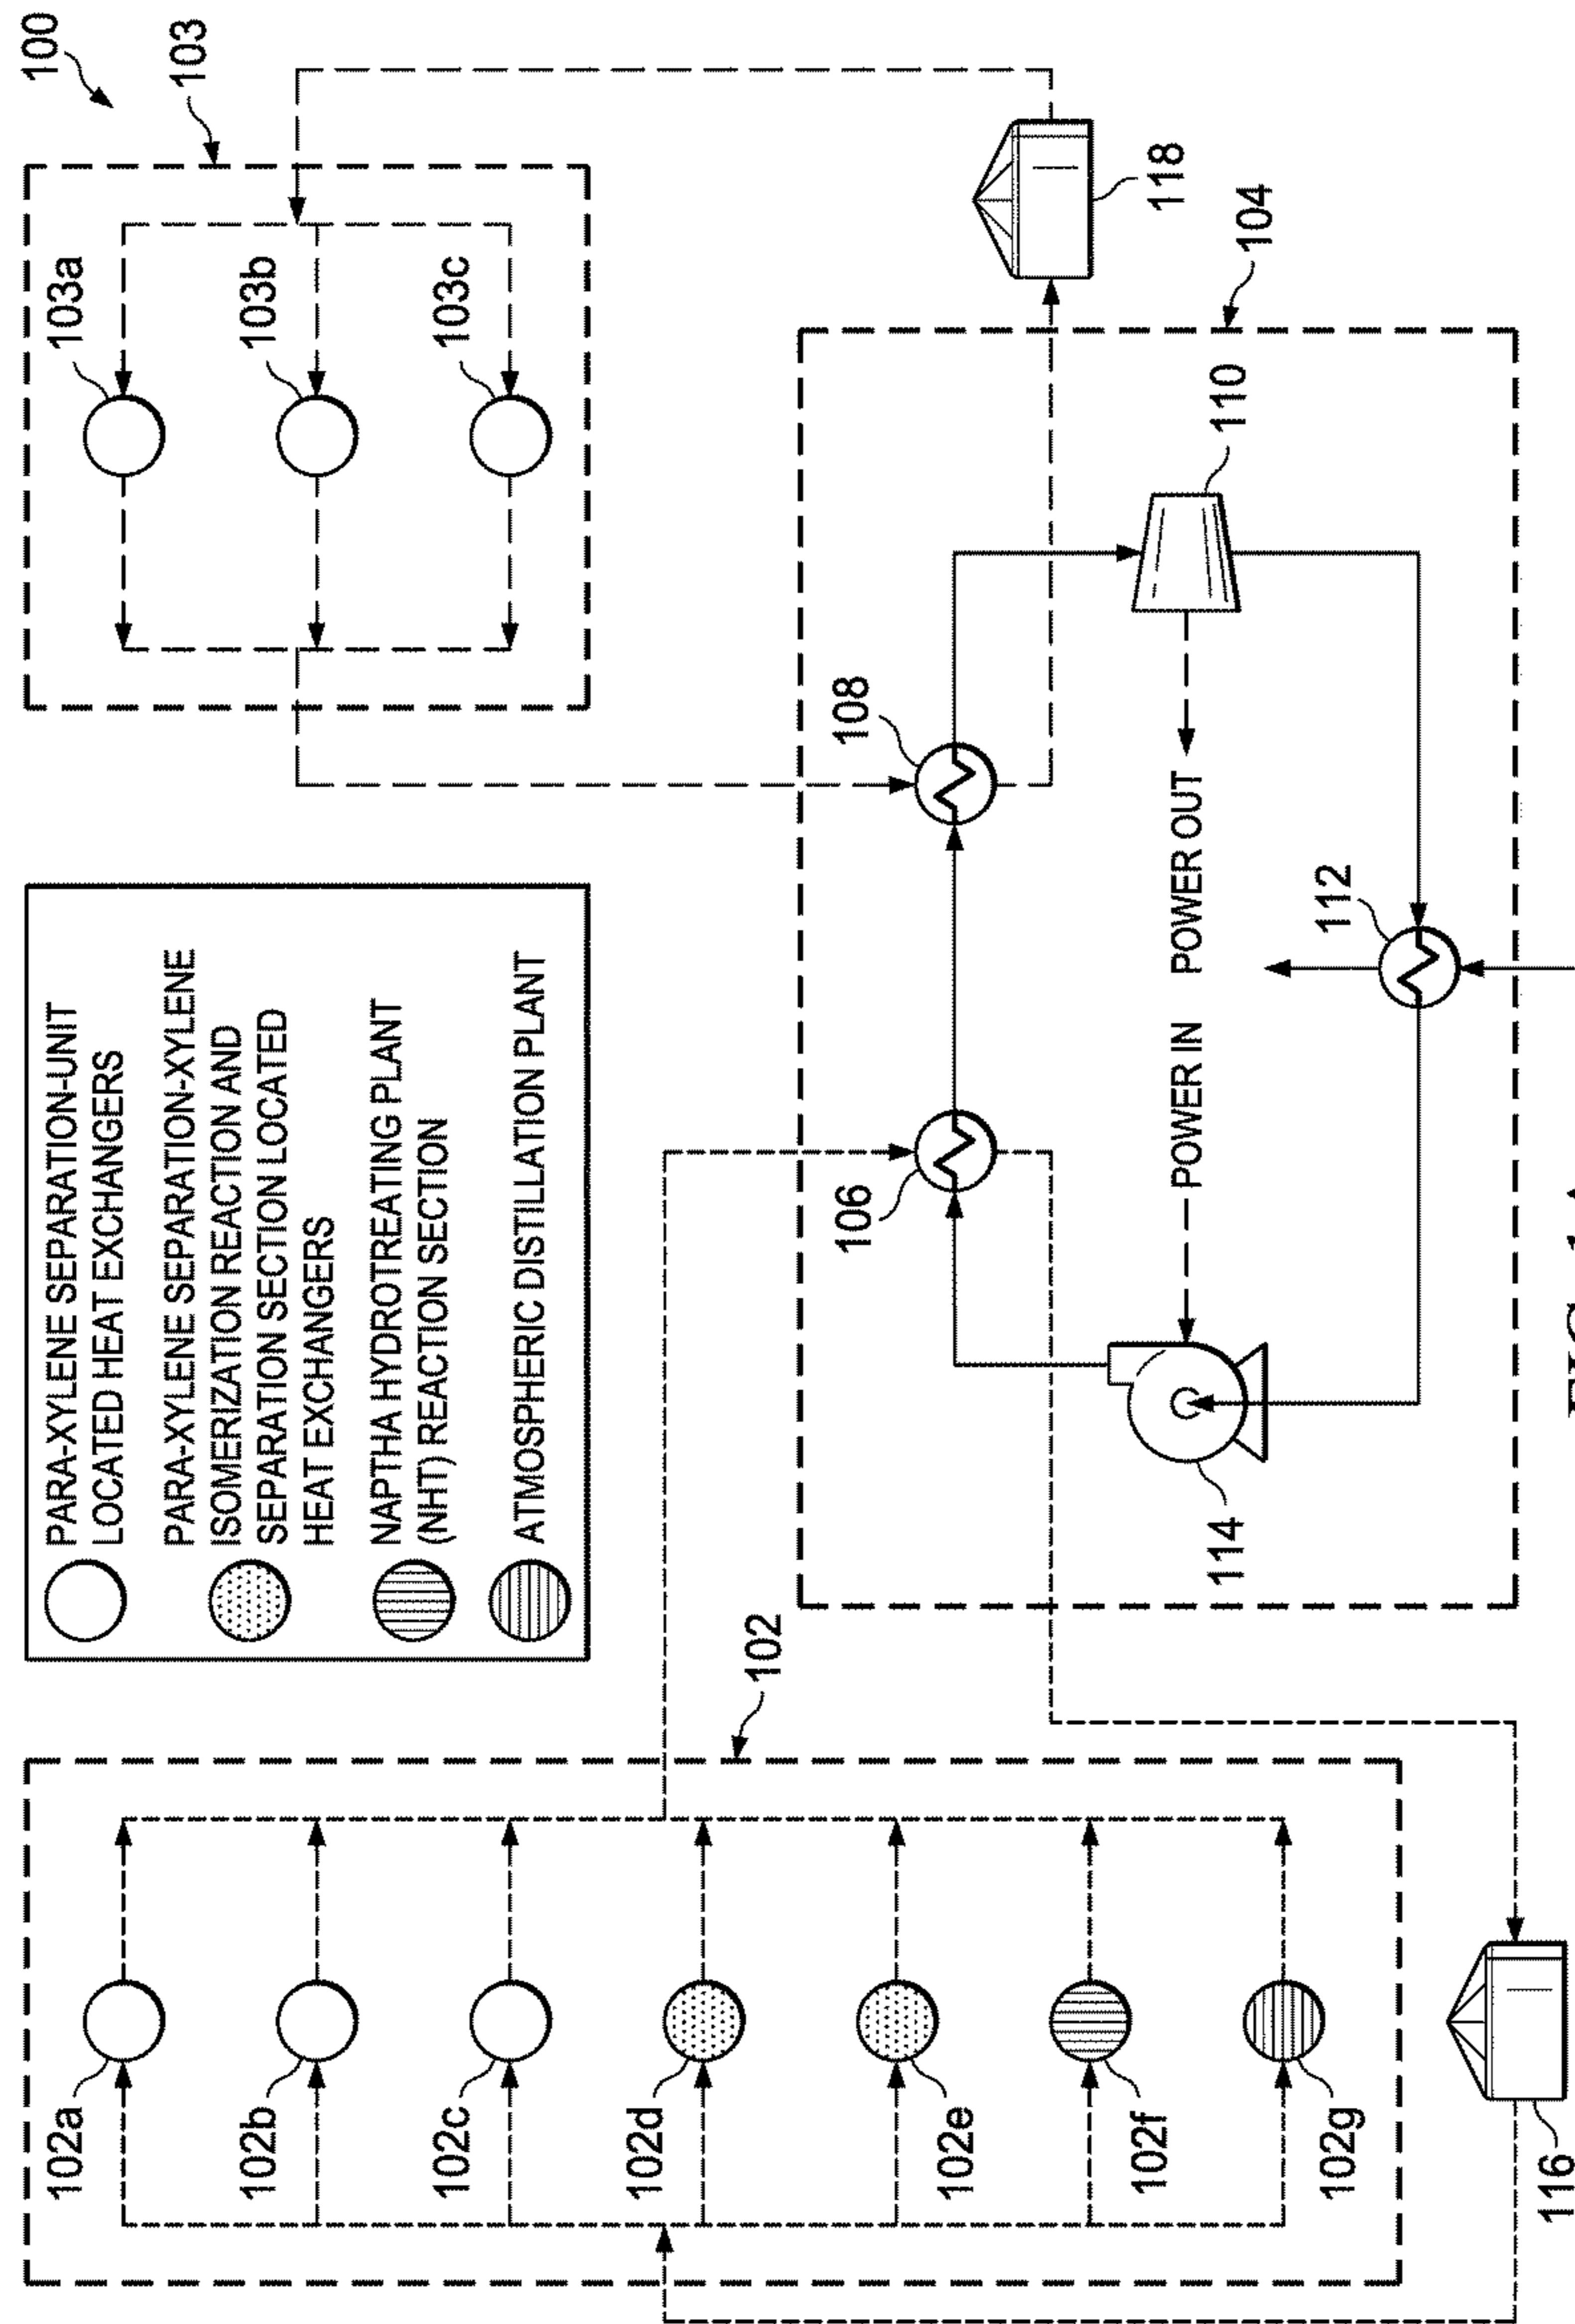 100
103
103a
103b
103c
PARA-XYLENE SEPARATION-UNIT
LOCATED HEAT EXCHANGERS
PARA-XYLENE SEPARATION-XYLENE
ISOMERIZATION REACTION AND
SEPARATION SECTION LOCATED
HEAT EXCHANGERS
NAPTHA HYDROTREATING PLANT
(NHT) REACTION SECTION
ATMOSPHERIC DISTILLATION PLANT
102
102a
102b
102c
102d
102e
102f
102g
118
104
106
108
110
POWER IN
POWER OUT
112
114
116